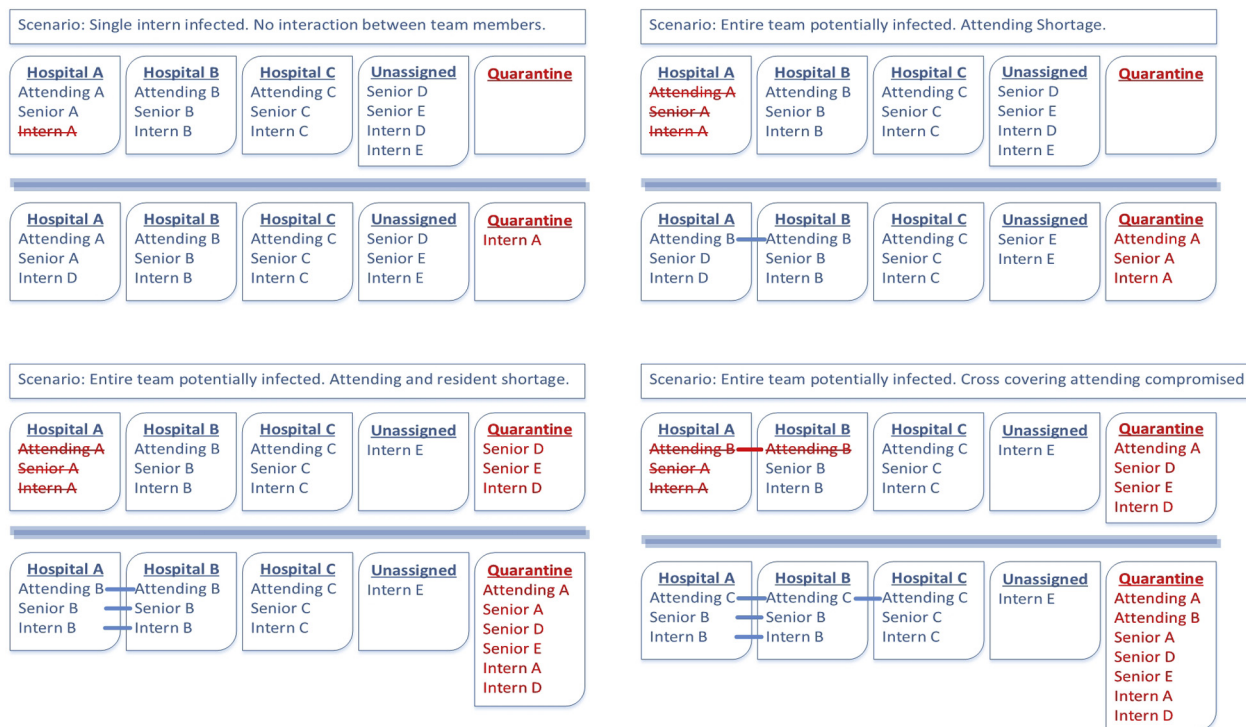 Scenario: Single intern infected. No interaction between team members.
Hospital A
Attending A
Senior A
Intern A
Hospital B
Attending B
Senior B
Intern B
Hospital C
Attending C
Senior C
Intern C
Unassigned
Senior D
Senior E
Intern D
Intern E
Quarantine
Hospital A
Attending A
Senior A
Intern D
Hospital B
Attending B
Senior B
Intern B
Hospital C
Attending C
Senior C
Intern C
Unassigned
Senior D
Senior E
Intern E
Quarantine
Intern A
Scenario: Entire team potentially infected. Attending Shortage.
Hospital A
Attending A
Senior A
Intern A
Hospital B
Attending B
Senior B
Intern B
Hospital C
Attending C
Senior C
Intern C
Unassigned
Senior D
Senior E
Intern D
Intern E
Quarantine
Hospital A
Attending B
Senior D
Intern D
Hospital B
Attending B
Senior B
Intern B
Hospital C
Attending C
Senior C
Intern C
Unassigned
Senior E
Intern E
Quarantine
Attending A
Senior A
Intern A
Scenario: Entire team potentially infected. Attending and resident shortage.
Hospital A
Attending A
Senior A
Intern A
Hospital B
Attending B
Senior B
Intern B
Hospital C
Attending C
Senior C
Intern C
Unassigned
Intern E
Quarantine
Senior D
Senior E
Intern D
Hospital A
Attending B
Senior B
Intern B
Hospital B
Attending B
Senior B
Intern B
Hospital C
Attending C
Senior C
Intern C
Unassigned
Intern E
Quarantine
Attending A
Senior A
Senior D
Senior E
Intern A
Intern D
Scenario: Entire team potentially infected. Cross covering attending compromised
Hospital A
Attending B
Senior A
Intern A
Hospital B
Attending B
Senior B
Intern B
Hospital C
Attending C
Senior C
Intern C
Unassigned
Intern E
Quarantine
Attending A
Senior D
Senior E
Intern D
Hospital A
Attending C
Senior B
Intern B
Hospital B
Attending C
Senior B
Intern B
Hospital C
Attending C
Senior C
Intern C
Unassigned
Intern E
Quarantine
Attending A
Attending B
Senior A
Senior D
Senior E
Intern A
Intern D